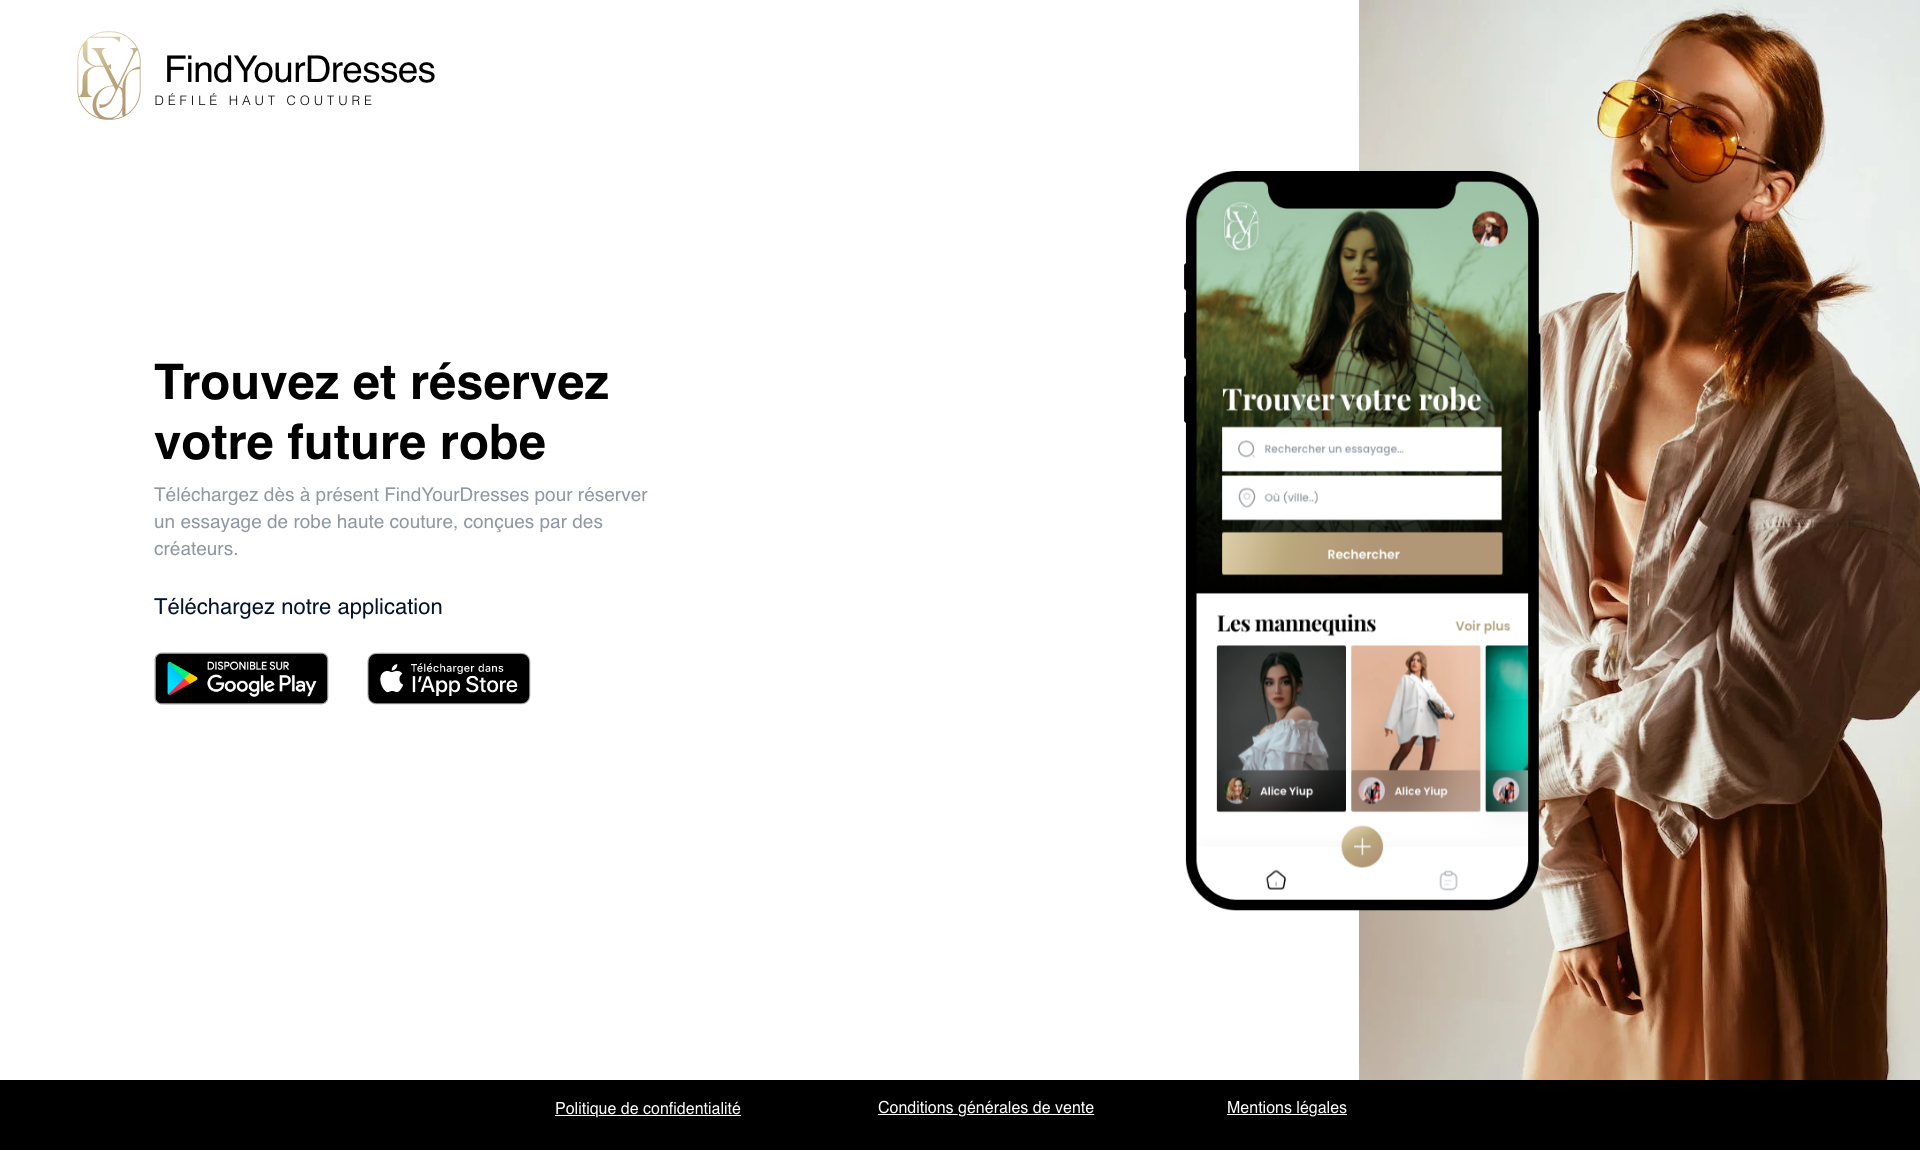 FindYourDresses
DÉFILÉ HAUT COUTURE
Trouvez et réservez
votre future robe
Téléchargez dès à présent FindYourDresses pour réserver
un essayage de robe haute couture, conçues par des
créateurs.
Téléchargez notre application
DISPONIBLE SUR
Google Play
Télécharger dans
l'App Store
Trouver votre robe
Rechercher un essayage...
Où (ville..)
Rechercher
Les mannequins
Voir plus
Alice Yiup
Alice Yiup
Politique de confidentialité
Conditions générales de vente
Mentions légales